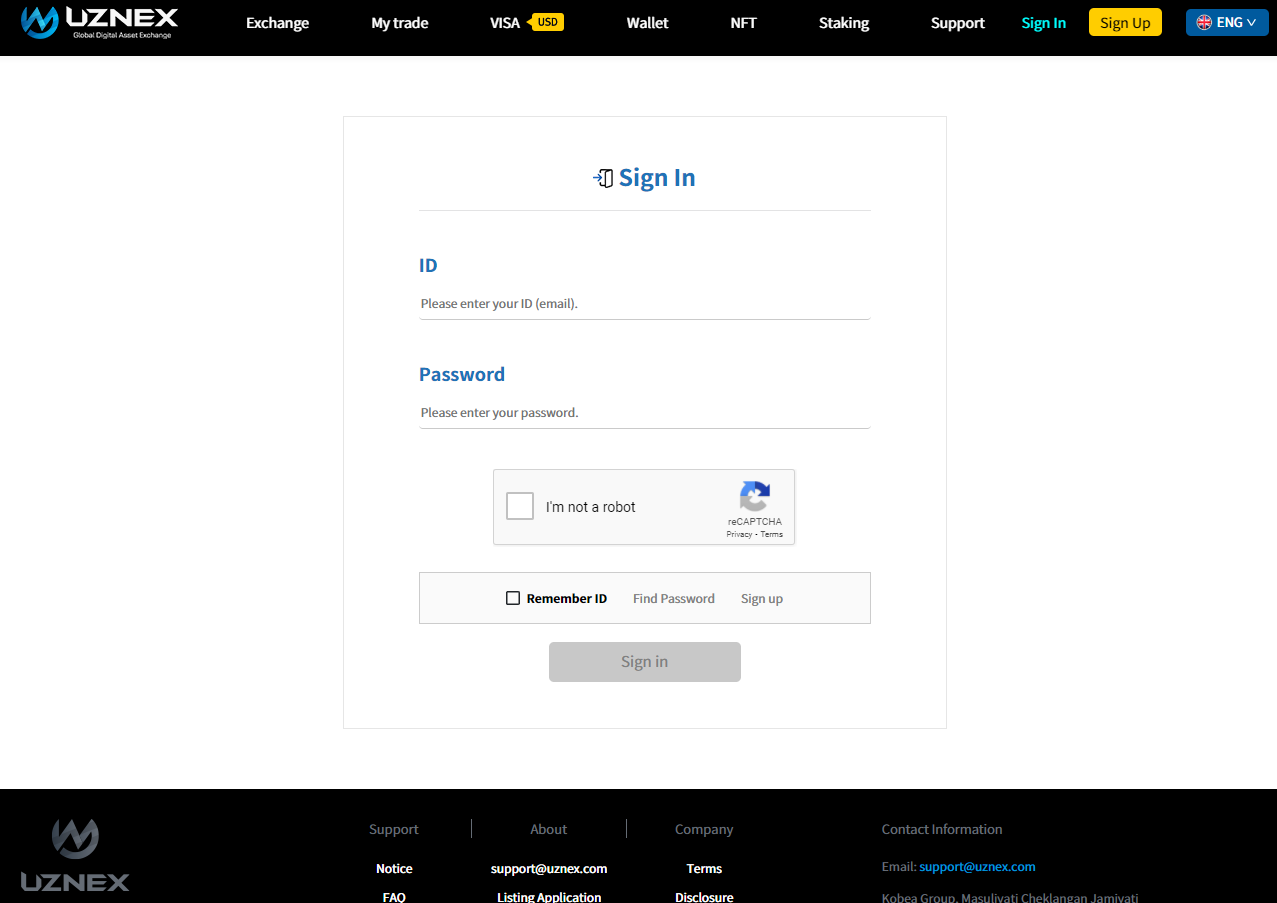 UZNEX
Global Digital Asset Exchange
Exchange
My trade
VISA USD
Wallet
NFT
Staking
Support
Sign In
Sign Up
ENG
Sign In
ID
Please enter your ID (email).
Password
Please enter your password.
I'm not a robot
reCAPTCHA
Privacy - Terms
Remember ID
Find Password
Sign up
Sign in
UZNEX
Support
About
Company
Contact Information
Notice
support@uznex.com
Terms
Email: support@uznex.com
FAQ
Listing Application
Disclosure
Kobea Group. Masuliyati Cheklangan Jamiyati